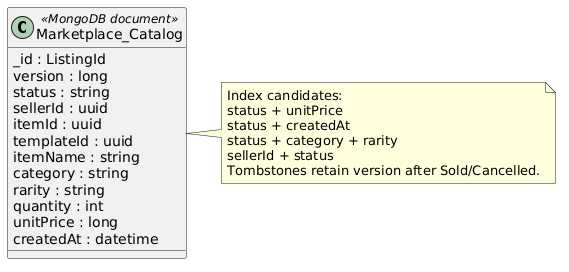 C «MongoDB document»
Marketplace_Catalog
_id : ListingId
version : long
status : string
sellerId : uuid
itemId : uuid
templateId : uuid
itemName : string
category : string
rarity : string
quantity : int
unitPrice : long
createdAt : datetime
Index candidates:
status + unitPrice
status + createdAt
status + category + rarity
sellerId + status
Tombstones retain version after Sold/Cancelled.